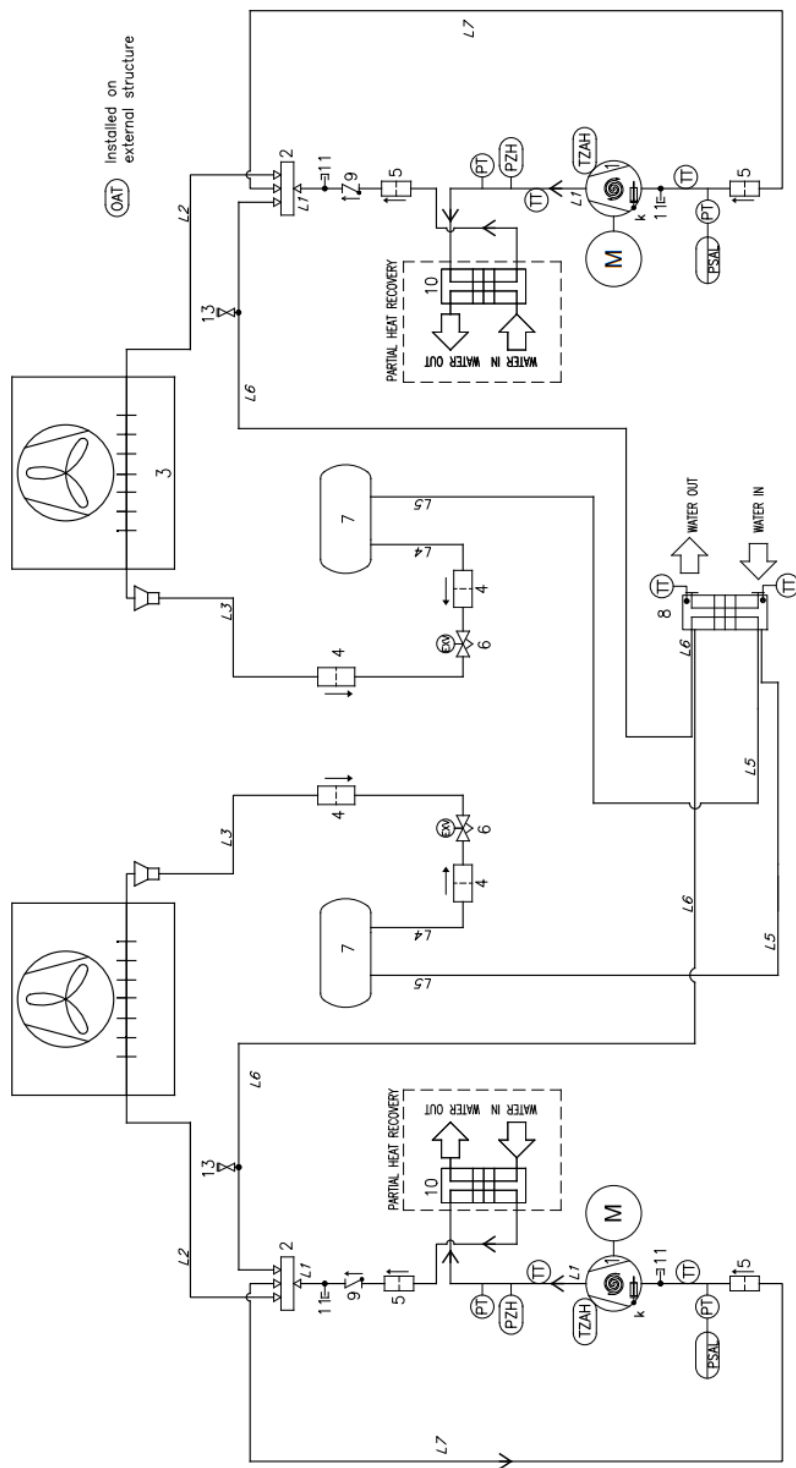 OAT
Installed on
external structure
3
L2
L2
L3
L3
13
13
L6
L6
L7
L7
2
2
L1
L1
11
11
9
9
5
5
4
4
7
7
L4
L5
L4
L5
EXV
6
EXV
6
4
4
PARTIAL HEAT RECOVERY
10
WATER OUT
WATER IN
PARTIAL HEAT RECOVERY
10
WATER OUT
WATER IN
PT
PZH
TT
PT
PZH
TT
TZAH
L1
1
M
k
TZAH
L1
1
M
k
11
11
TT
PT
PSAL
5
TT
PT
PSAL
5
L6
L6
L5
L5
8
TT
TT
WATER OUT
WATER IN